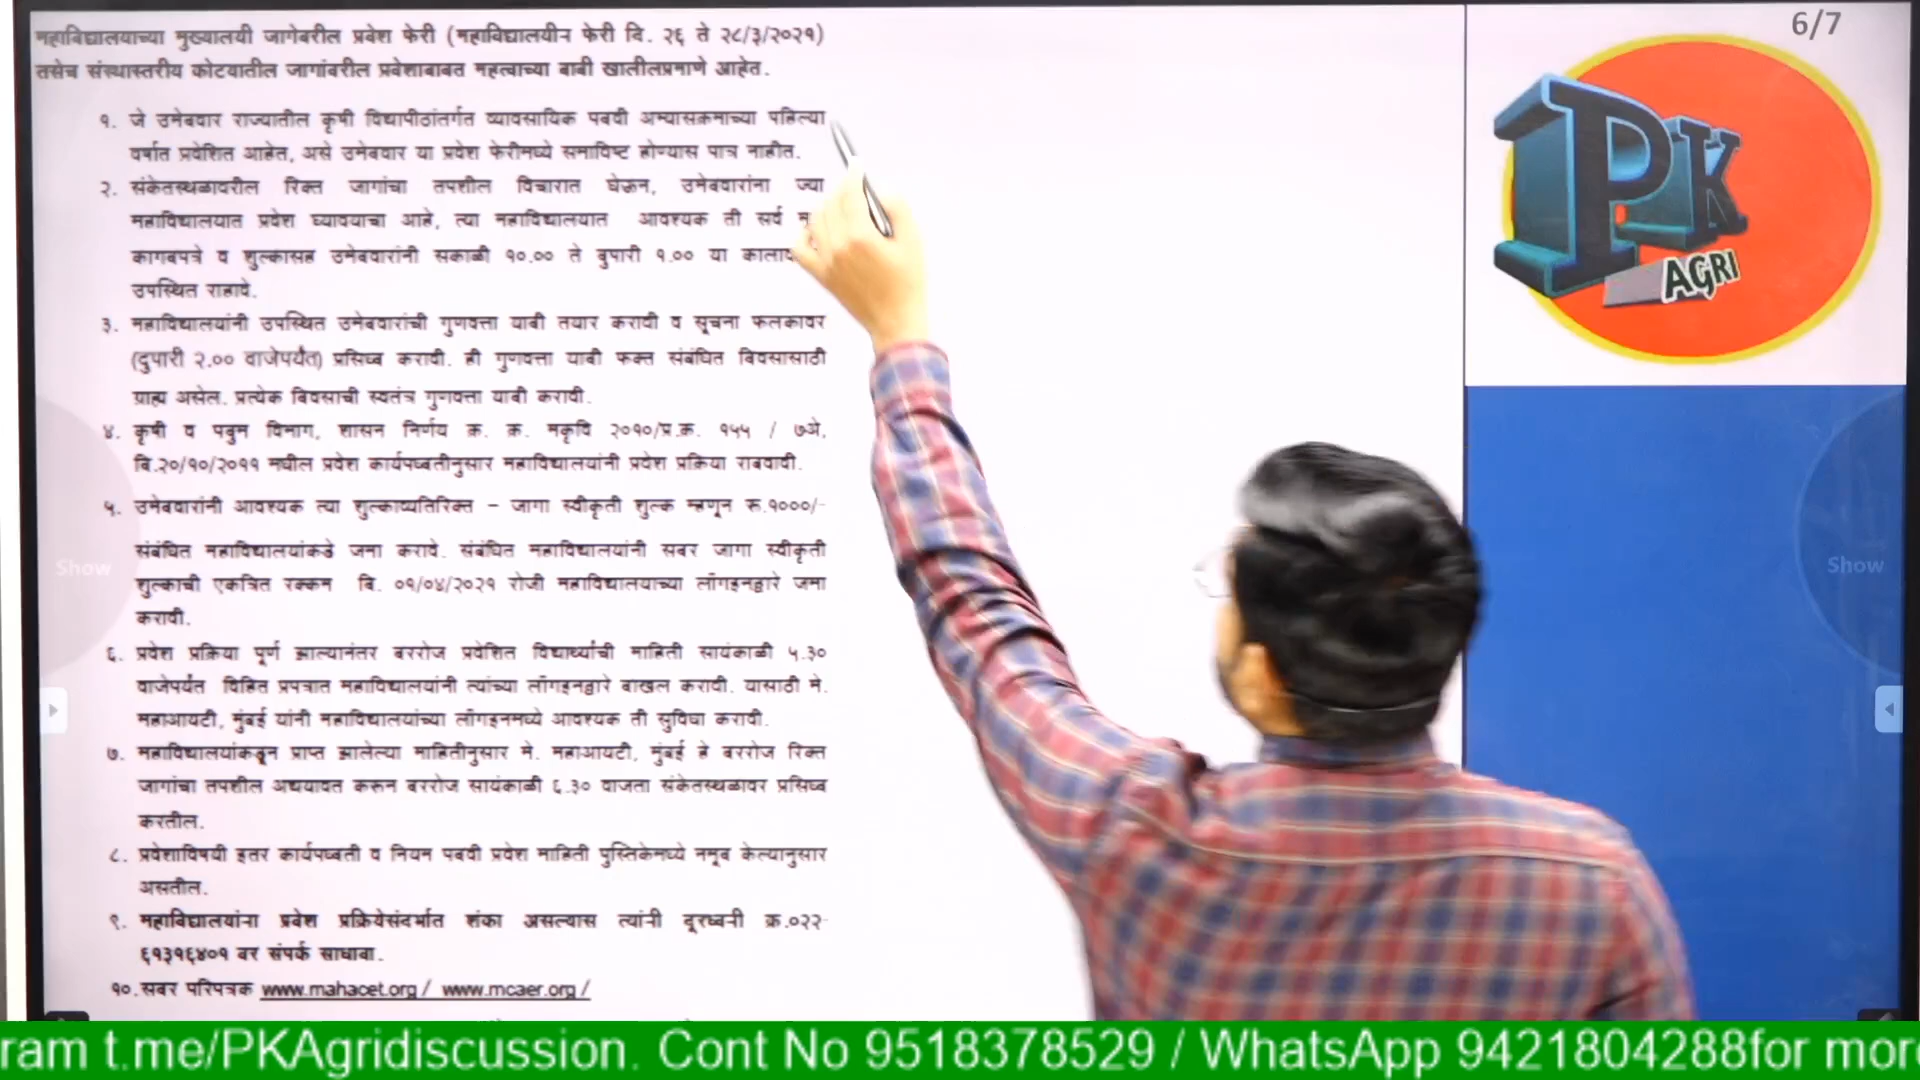 महाविद्यालयाच्या मुख्यालयी जागेवरील प्रवेश फेरी (महाविद्यालयीन फेरी दि. २६ ते २८/३/२०२१)
तसेच संस्थास्तरीय कोटयातील जागांवरील प्रवेशाबाबत महत्वाच्या बाबी खालीलप्रमाणे आहेत.
6/7
१. जे उमेदवार राज्यातील कृषी विद्यापीठांतर्गत व्यावसायिक पदवी अभ्यासक्रमाच्या पहिल्या
वर्षात प्रवेशित आहेत, असे उमेदवार या प्रवेश फेरीमध्ये समाविष्ट होण्यास पात्र नाहीत.
२. संकेतस्थळावरील रिक्त जागांचा तपशील विचारात घेऊन, उमेदवारांना ज्या
महाविद्यालयात प्रवेश घ्यावयाचा आहे, त्या महाविद्यालयात आवश्यक ती सर्व
कागदपत्रे व शुल्कासह उमेदवारांनी सकाळी १०.०० ते दुपारी १.०० या
उपस्थित राहावे.
३. महाविद्यालयांनी उपस्थित उमेदवारांची गुणवत्ता यादी तयार करावी व सूचना फलकावर
(दुपारी २.०० वाजेपर्यंत) प्रसिध्द करावी. ही गुणवत्ता यादी फक्त संबंधित दिवसासाठी
ग्राह्य असेल. प्रत्येक दिवसाची स्वतंत्र गुणवत्ता यादी करावी.
४. कृषी व पदुम विभाग, शासन निर्णय क्र. क्र. मकृवि २०१०/प्र.क्र. १५५ / ७अे,
दि.२०/१०/२०११ मधील प्रवेश कार्यपध्दतीनुसार महाविद्यालयांनी प्रवेश प्रक्रिया राबवावी.
५. उमेदवारांनी आवश्यक त्या शुल्काव्यतिरिक्त – जागा स्वीकृती शुल्क म्हणून रू.१०००/-
संबंधित महाविद्यालयांकडे जमा करावे. संबंधित महाविद्यालयांनी सदर जागा स्वीकृती
शुल्काची एकत्रित रक्कम दि. ०१/०४/२०२१ रोजी महाविद्यालयाच्या लॉगइनद्वारे जमा
करावी.
६. प्रवेश प्रक्रिया पूर्ण झाल्यानंतर दररोज प्रवेशित विद्यार्थ्यांची माहिती सायंकाळी ५.३०
वाजेपर्यंत विहित प्रपत्रात महाविद्यालयांनी त्यांच्या लॉगइनद्वारे दाखल करावी. यासाठी मे.
महाआयटी, मुंबई यांनी महाविद्यालयांच्या लॉगइनमध्ये आवश्यक ती सुविधा करावी.
७. महाविद्यालयांकडून प्राप्त झालेल्या माहितीनुसार मे. महाआयटी, मुंबई हे दररोज रिक्त
जागांचा तपशील अद्ययावत करून दररोज सायंकाळी ६.३० वाजता संकेतस्थळावर प्रसिध्द
करतील.
८. प्रवेशाविषयी इतर कार्यपध्दती व नियम पदवी प्रवेश माहिती पुस्तिकेमध्ये नमूद केल्यानुसार
असतील.
९. महाविद्यालयांना प्रवेश प्रक्रियेसंदर्भात शंका असल्यास त्यांनी दूरध्वनी क्र.०२२-
६१३१६४०१ वर संपर्क साधावा.
१०. सदर परिपत्रक www.mahacet.org / www.mcaer.org /
PK
AGRI
Show
Show
ram t.me/PKAgridiscussion. Cont No 9518378529 / WhatsApp 9421804288for more